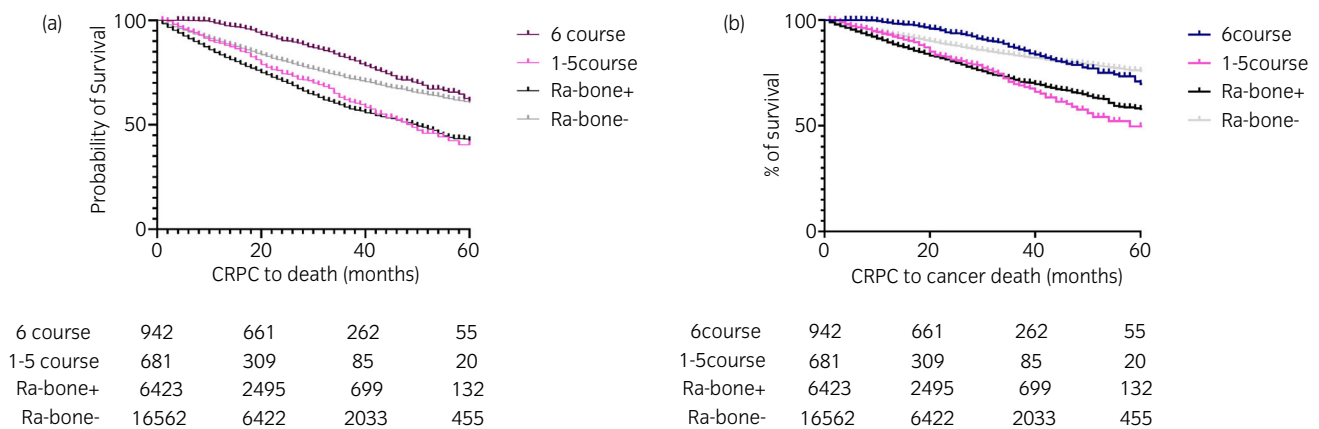 (a)
100
50
0
Probability of Survival
0 20 40 60
CRPC to death (months)
6 course
1-5course
Ra-bone+
Ra-bone-
6 course 942 661 262 55
1-5 course 681 309 85 20
Ra-bone+ 6423 2495 699 132
Ra-bone- 16562 6422 2033 455
(b)
100
50
0
% of survival
0 20 40 60
CRPC to cancer death (months)
6course
1-5course
Ra-bone+
Ra-bone-
6course 942 661 262 55
1-5course 681 309 85 20
Ra-bone+ 6423 2495 699 132
Ra-bone- 16562 6422 2033 455